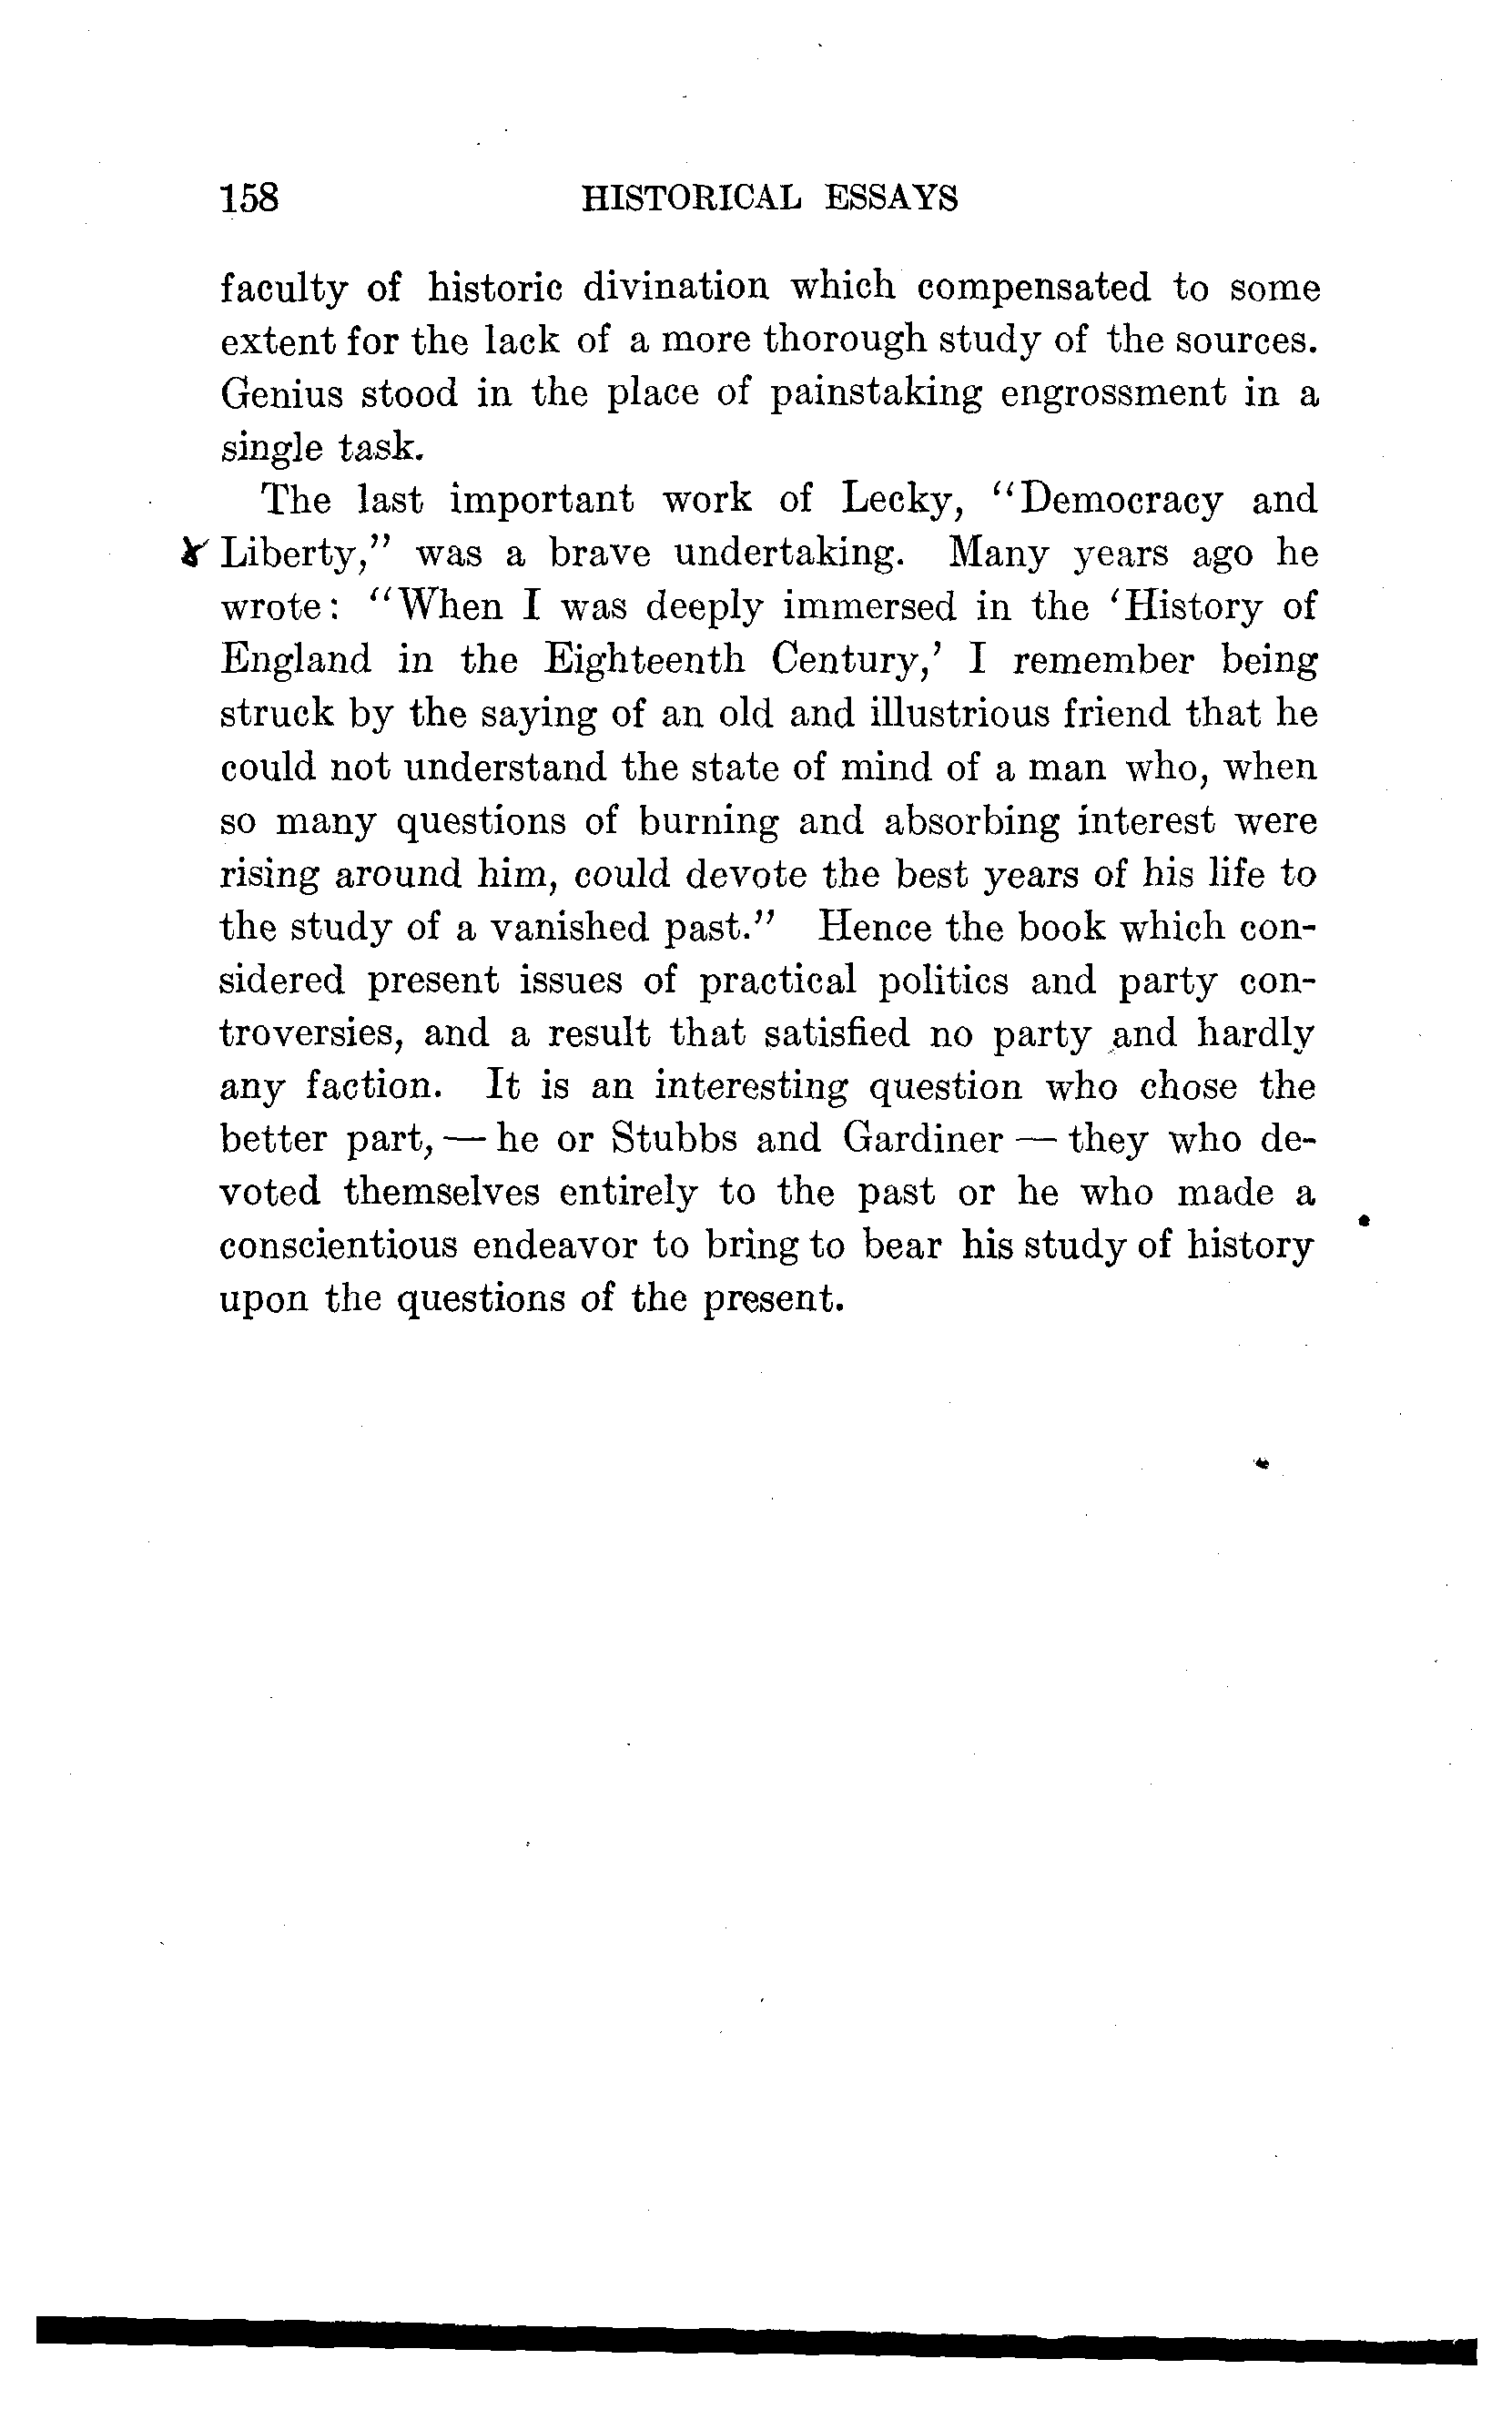 158 HISTORICAL ESSAYS
faculty of historic divination which compensated to some
extent for the lack of a more thorough study of the sources.
Genius stood in the place of painstaking engrossment in a
single task.
The last important work of Lecky, “Democracy and
Liberty,” was a brave undertaking. Many years ago he
wrote: “When I was deeply immersed in the ‘History of
England in the Eighteenth Century,’ I remember being
struck by the saying of an old and illustrious friend that he
could not understand the state of mind of a man who, when
so many questions of burning and absorbing interest were
rising around him, could devote the best years of his life to
the study of a vanished past.” Hence the book which con-
sidered present issues of practical politics and party con-
troversies, and a result that satisfied no party and hardly
any faction. It is an interesting question who chose the
better part, — he or Stubbs and Gardiner — they who de-
voted themselves entirely to the past or he who made a
conscientious endeavor to bring to bear his study of history
upon the questions of the present.